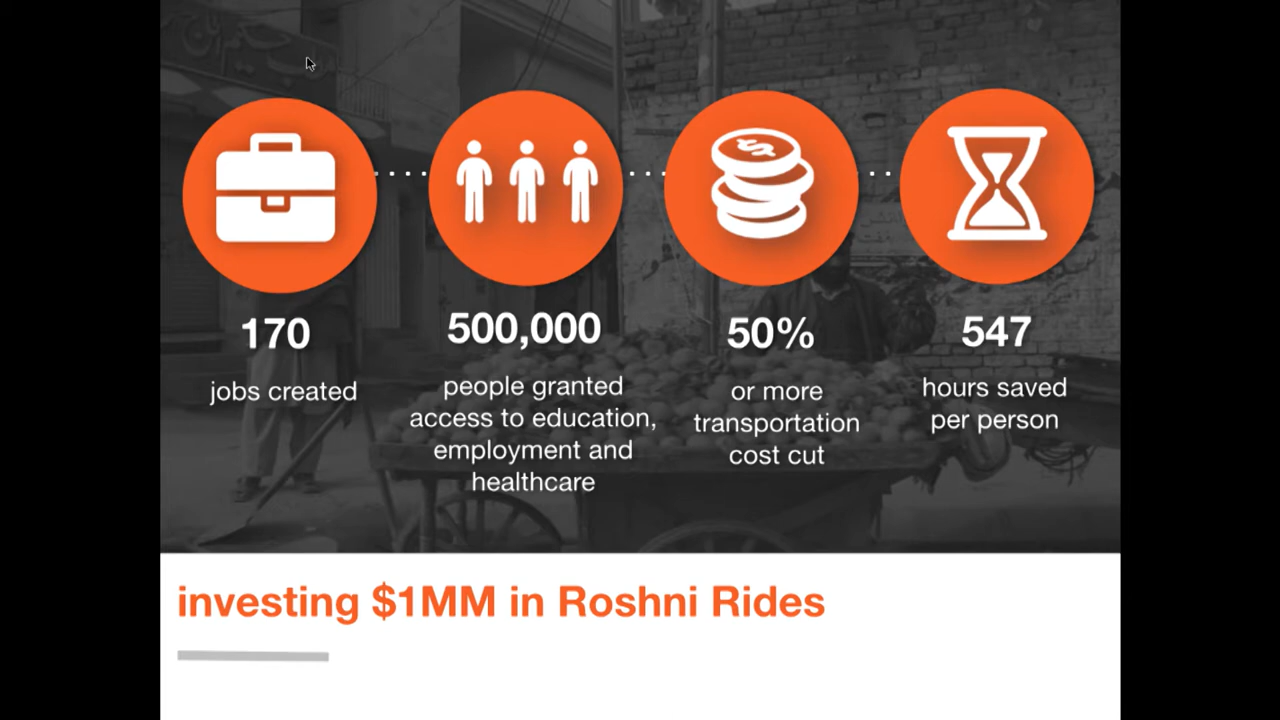 170
jobs created
500,000
people granted
access to education,
employment and
healthcare
50%
or more
transportation
cost cut
547
hours saved
per person
investing $1MM in Roshni Rides